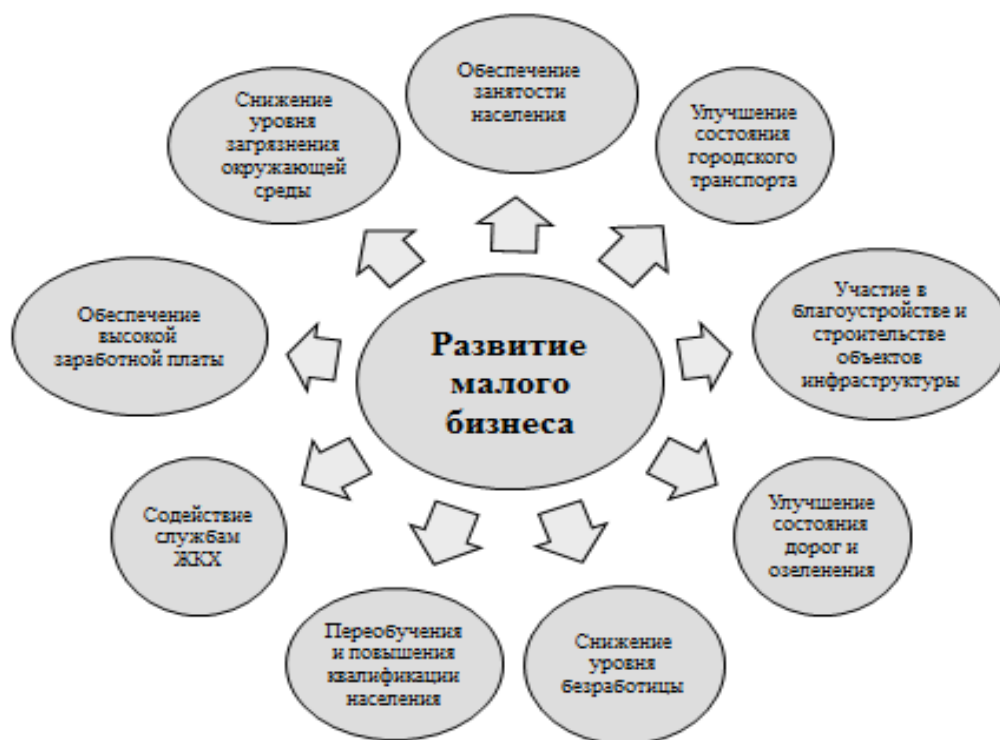 Обеспечение
занятости
населения
Улучшение
состояния
городского
транспорта
Участие в
благоустройстве и
строительстве
объектов
инфраструктуры
Улучшение
состояния
дорог и
озеленения
Снижение
уровня
безработицы
Переобучения
и повышения
квалификации
населения
Содействие
службам
ЖКХ
Обеспечение
высокой
заработной платы
Снижение
уровня
загрязнения
окружающей
среды
Развитие
малого
бизнеса